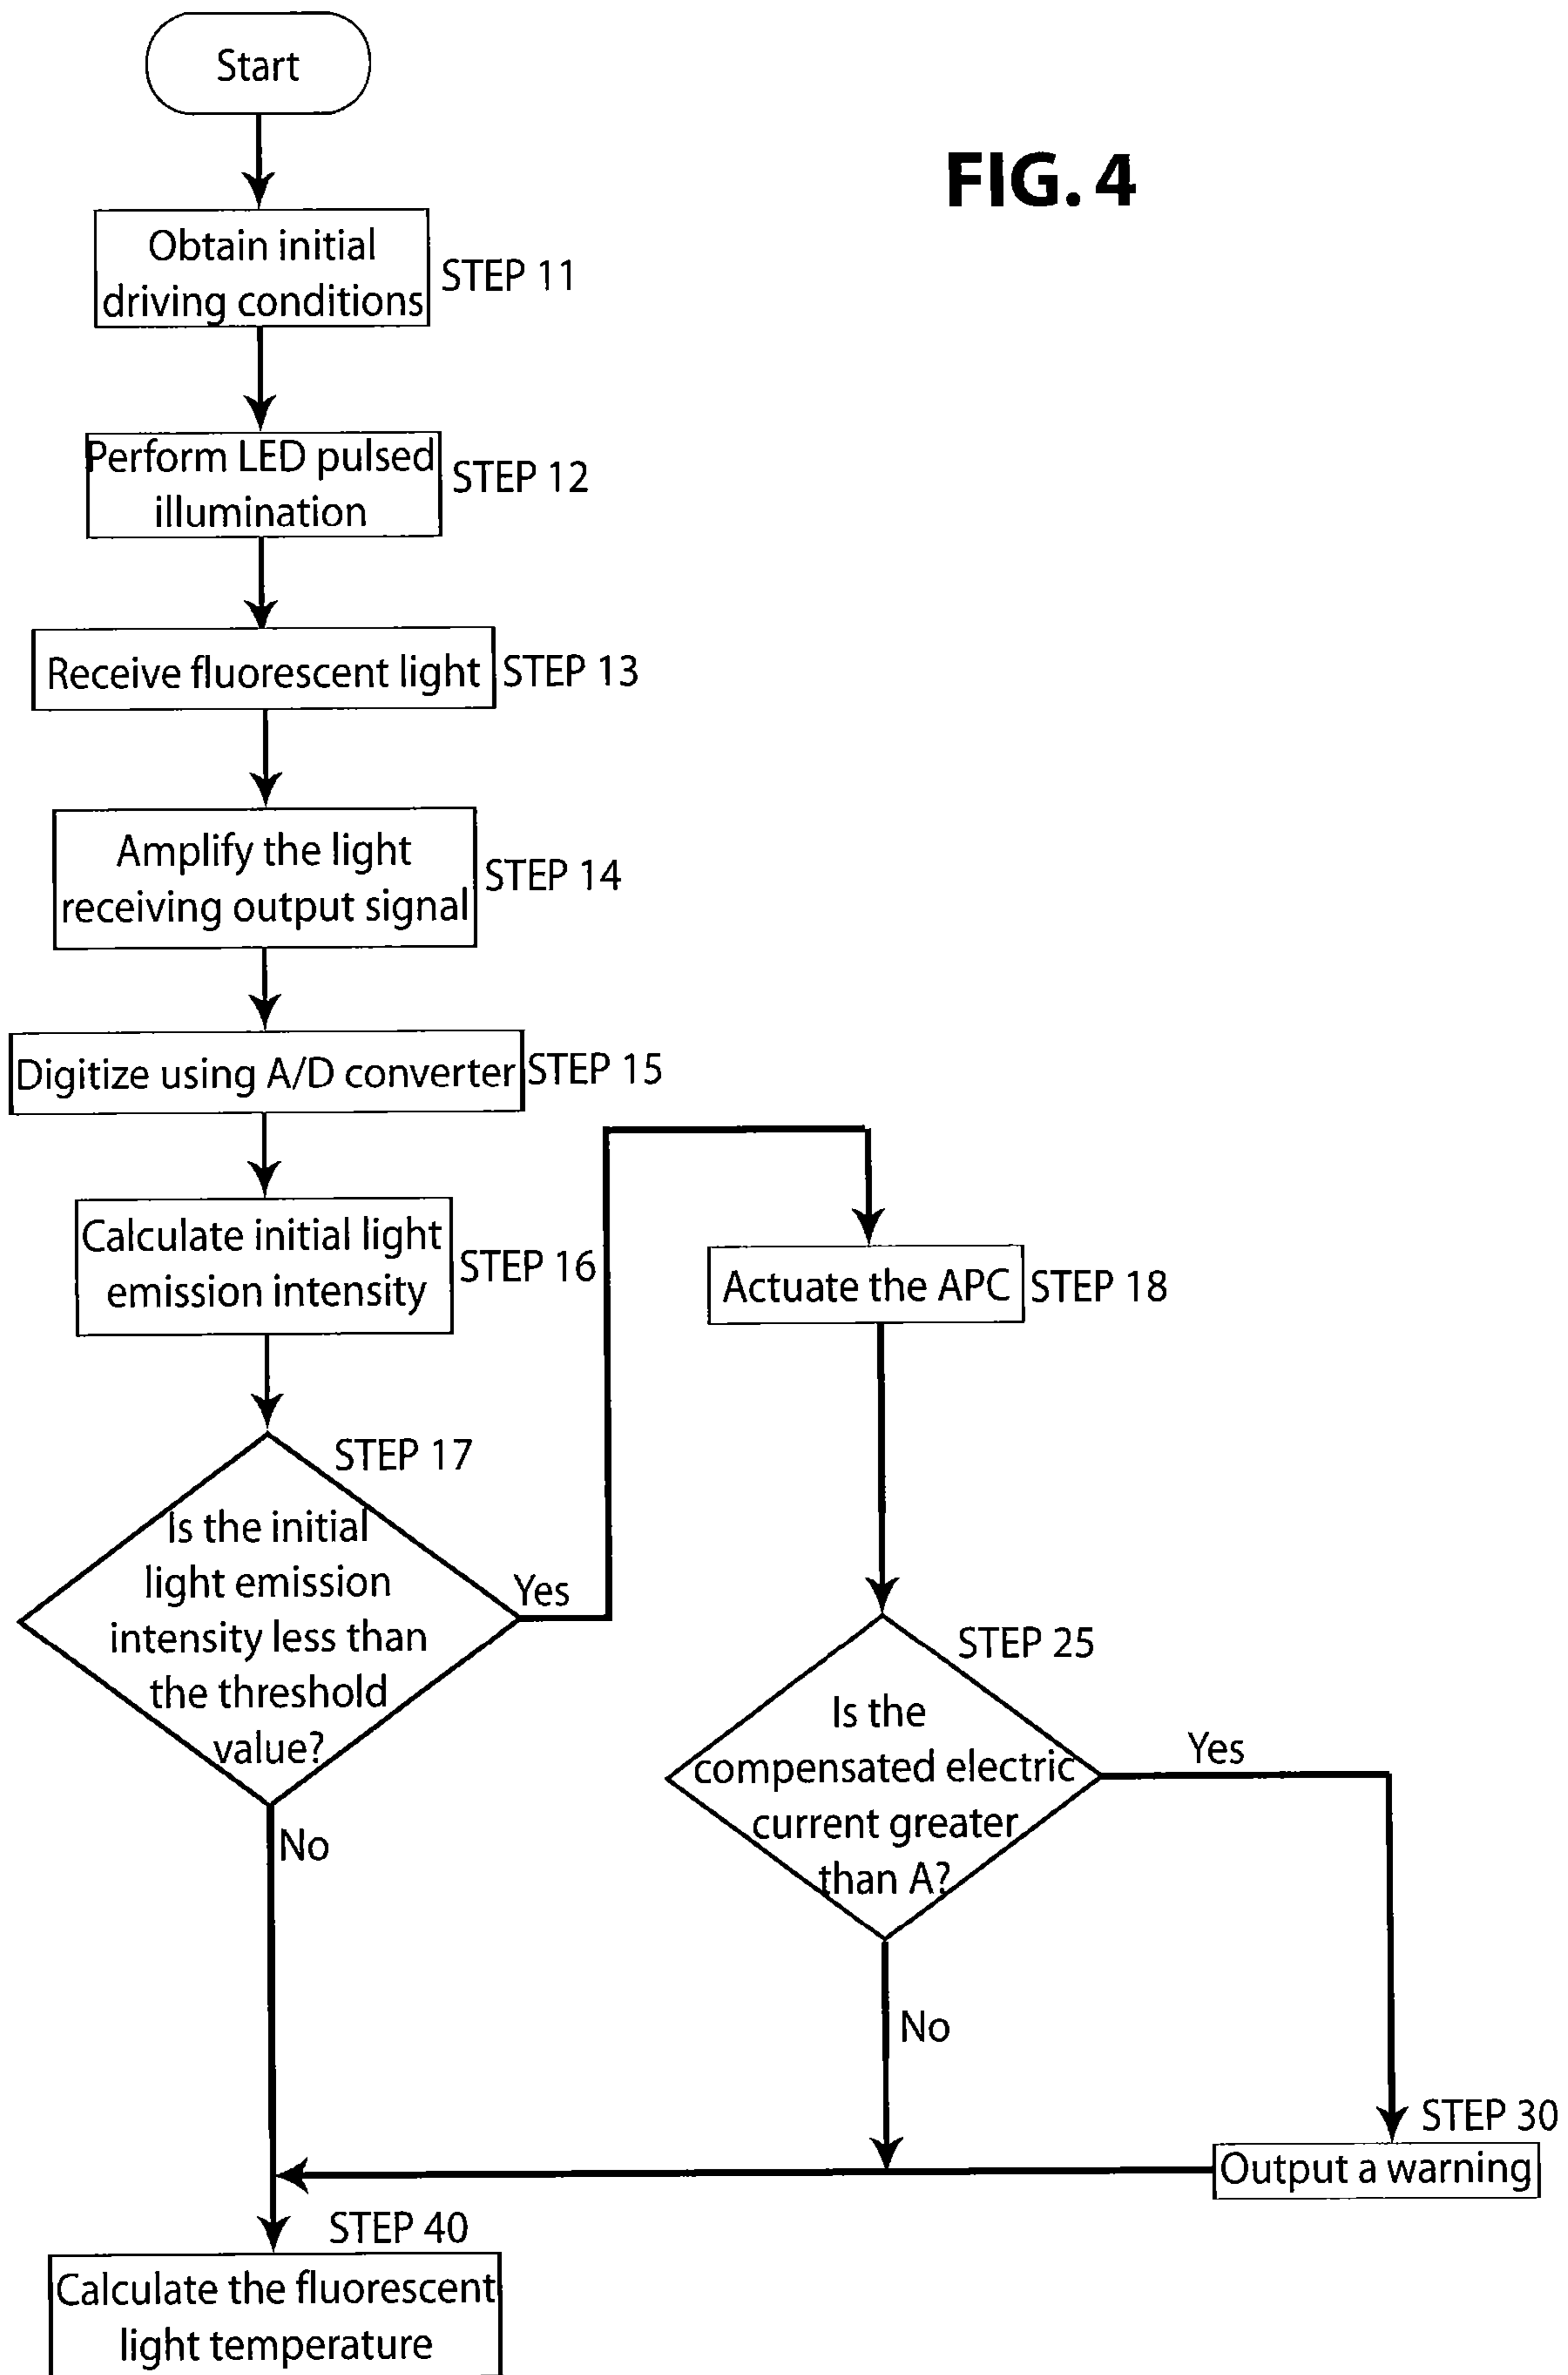 Start
FIG. 4
Obtain initial
driving conditions
STEP 11
Perform LED pulsed
illumination
STEP 12
Receive fluorescent light
STEP 13
Amplify the light
receiving output signal
STEP 14
Digitize using A/D converter
STEP 15
Calculate initial light
emission intensity
STEP 16
Actuate the APC
STEP 18
STEP 17
Is the initial
light emission
intensity less than
the threshold
value?
Yes
No
STEP 25
Is the
compensated electric
current greater
than A?
Yes
No
STEP 30
Output a warning
STEP 40
Calculate the fluorescent
light temperature